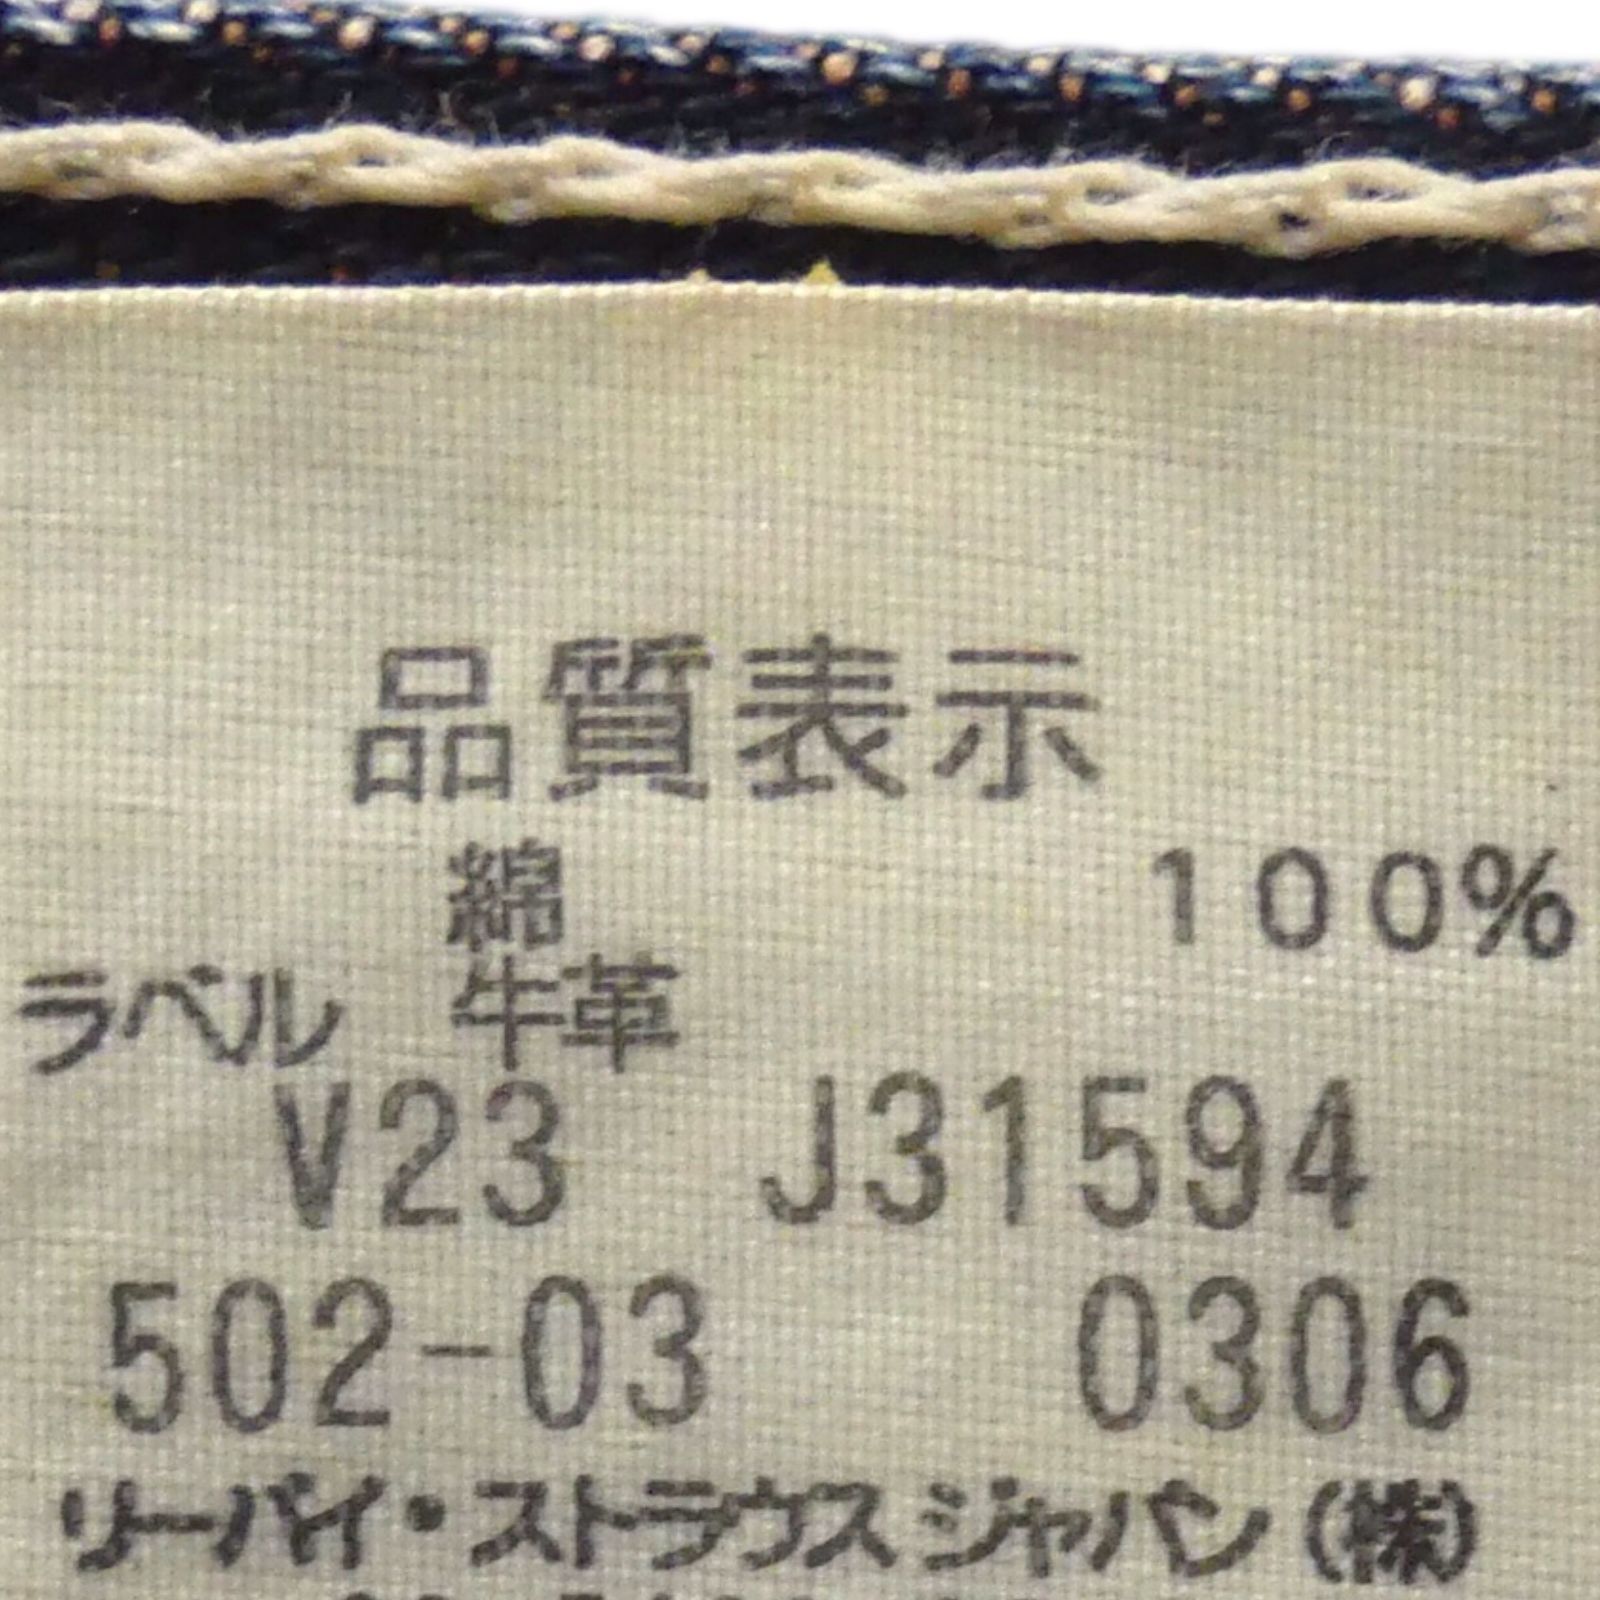 品質表示
綿 100%
ラベル 牛革
V23 J31594
502-03 0306
リーバイ・ストラウスジャパン(株)